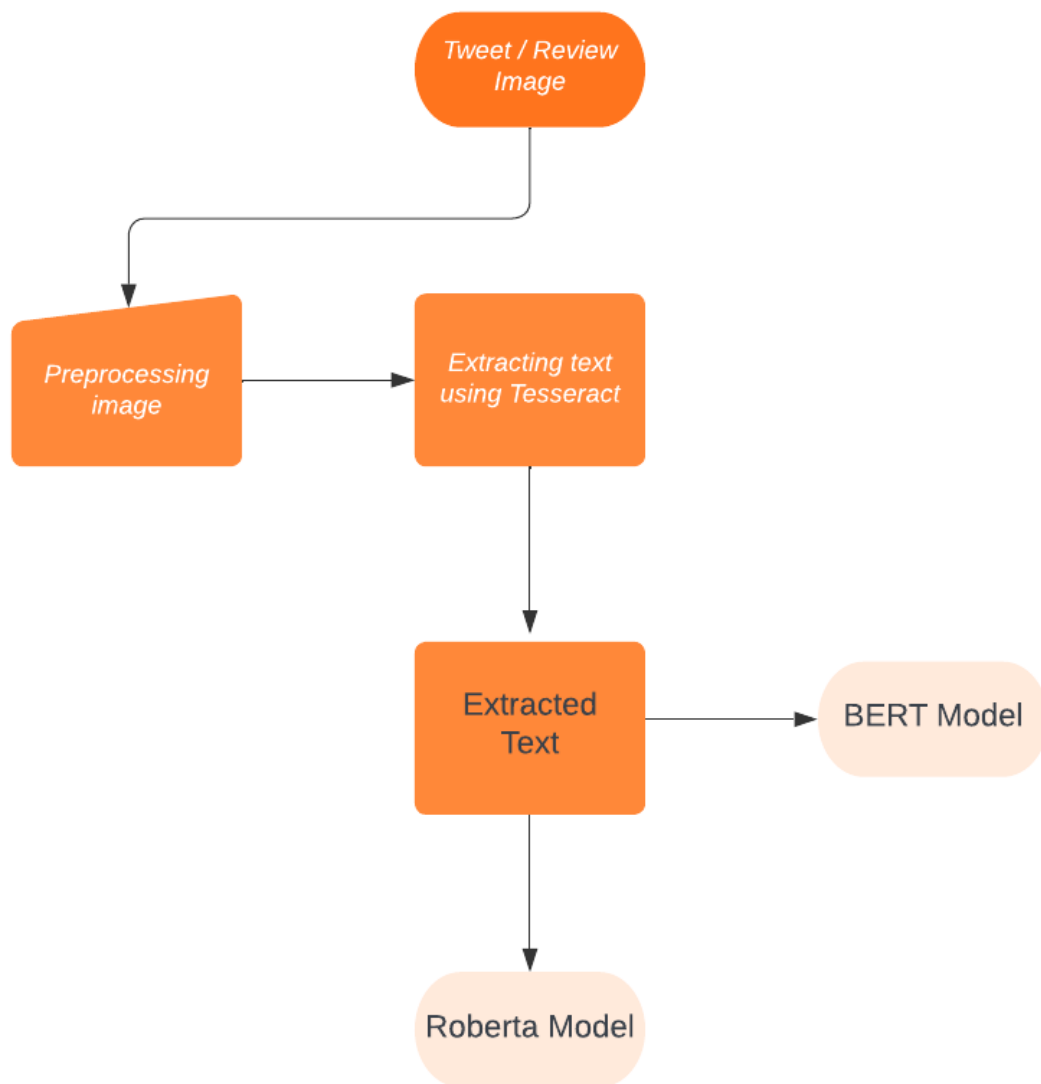 Tweet / Review
Image
Preprocessing
image
Extracting text
using Tesseract
Extracted
Text
BERT Model
Roberta Model